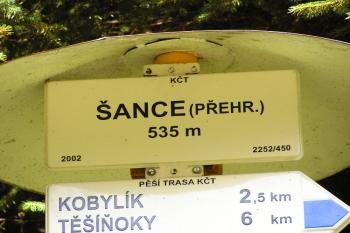 KČT
ŠANCE (PŘEHR.)
535 m
2002 2252/450
PĚŠÍ TRASA KČT
KOBYLÍK 2,5 km
TĚŠÍŇOKY 6 km